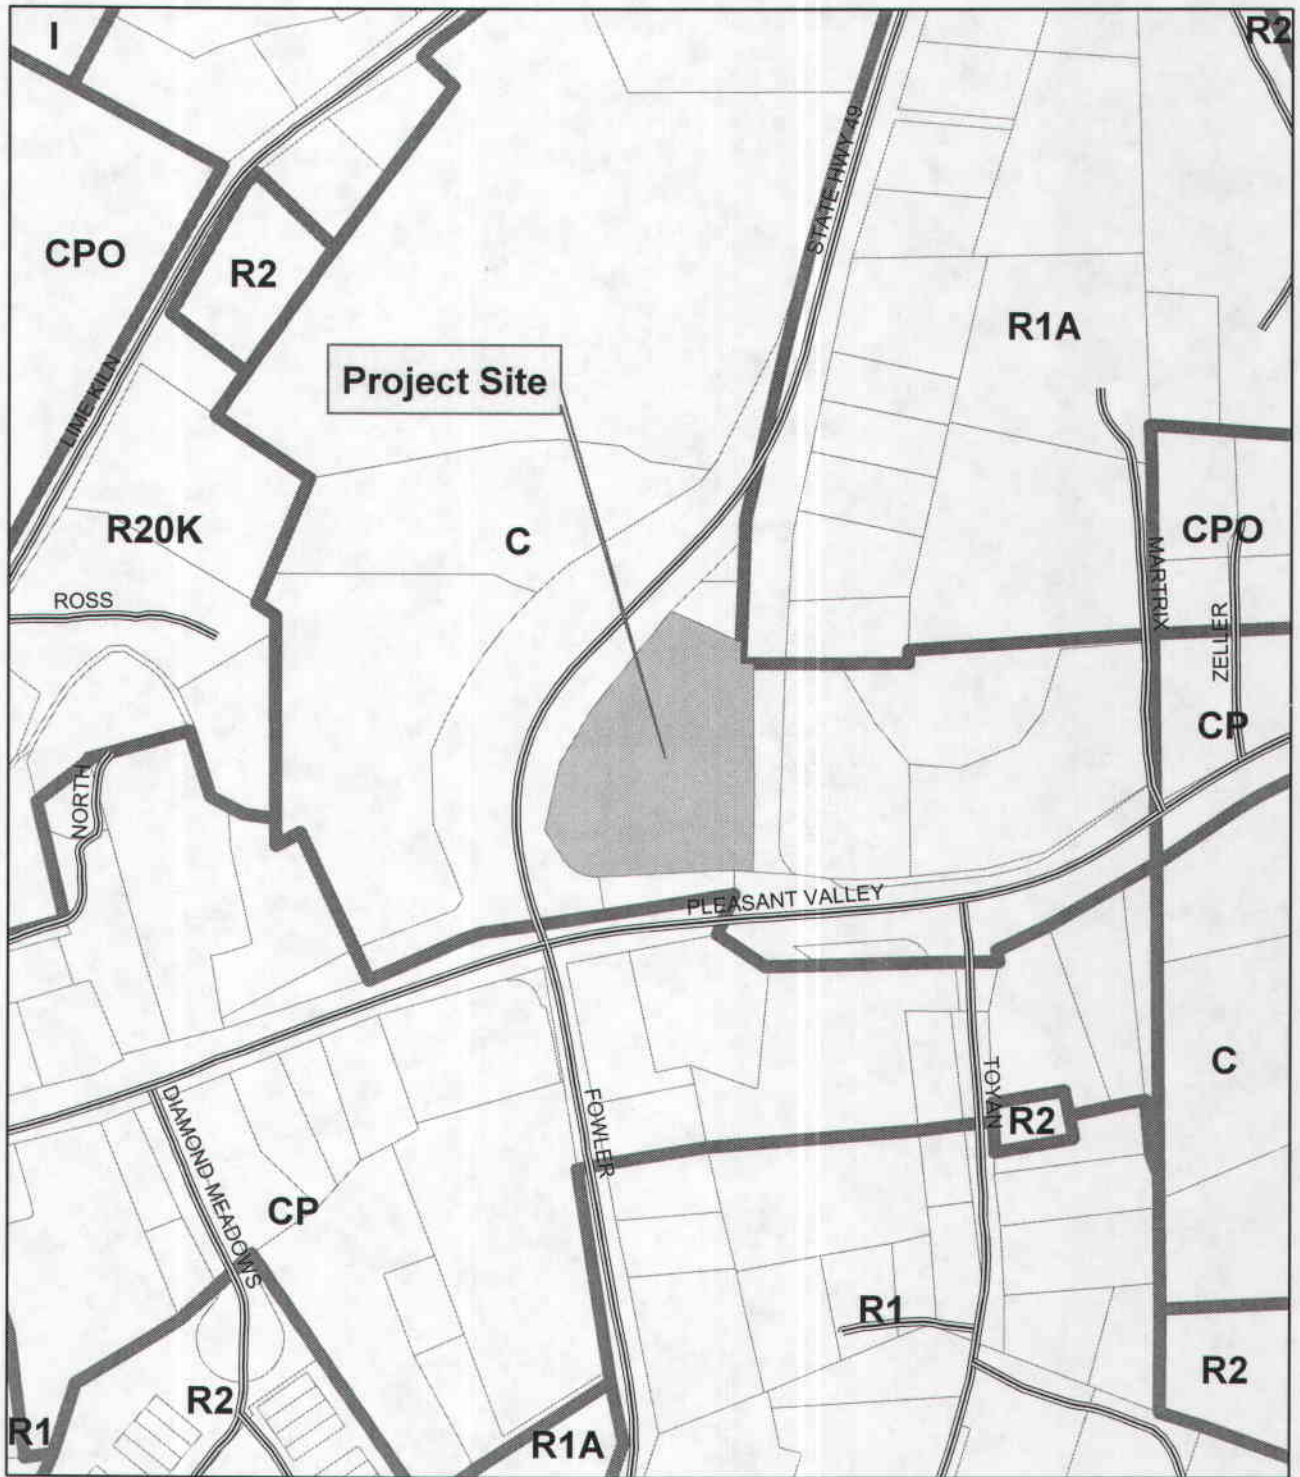 I
R2
STATE HWY 49
CPO
R2
R1A
Project Site
LIME KILN
R20K
C
CPO
MARTRIX
ROSS
ZELLER
CP
NORTH
PLEASANT VALLEY
C
TOYAN
DIAMOND MEADOWS
FOWLER
R2
CP
R1
R2
R2
R1
R1A